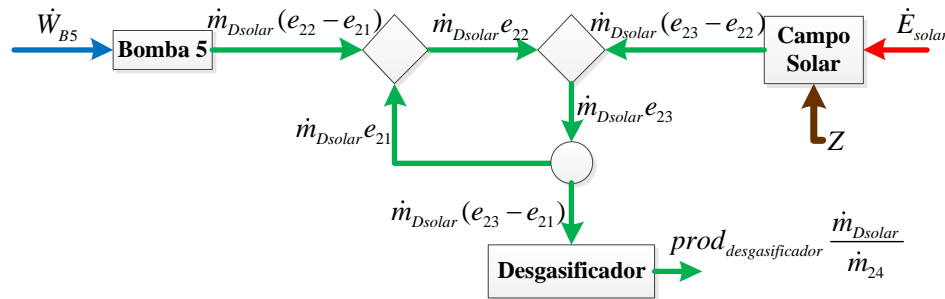 Ẇ_B5
Bomba 5
ṁ_Dsolar(e_22 − e_21)
ṁ_Dsolar e_22
ṁ_Dsolar(e_23 − e_22)
Campo
Solar
Ė_solar
ṁ_Dsolar e_21
ṁ_Dsolar e_23
Z
ṁ_Dsolar(e_23 − e_21)
Desgasificador
prod_desgasificador ṁ_Dsolar / ṁ_24